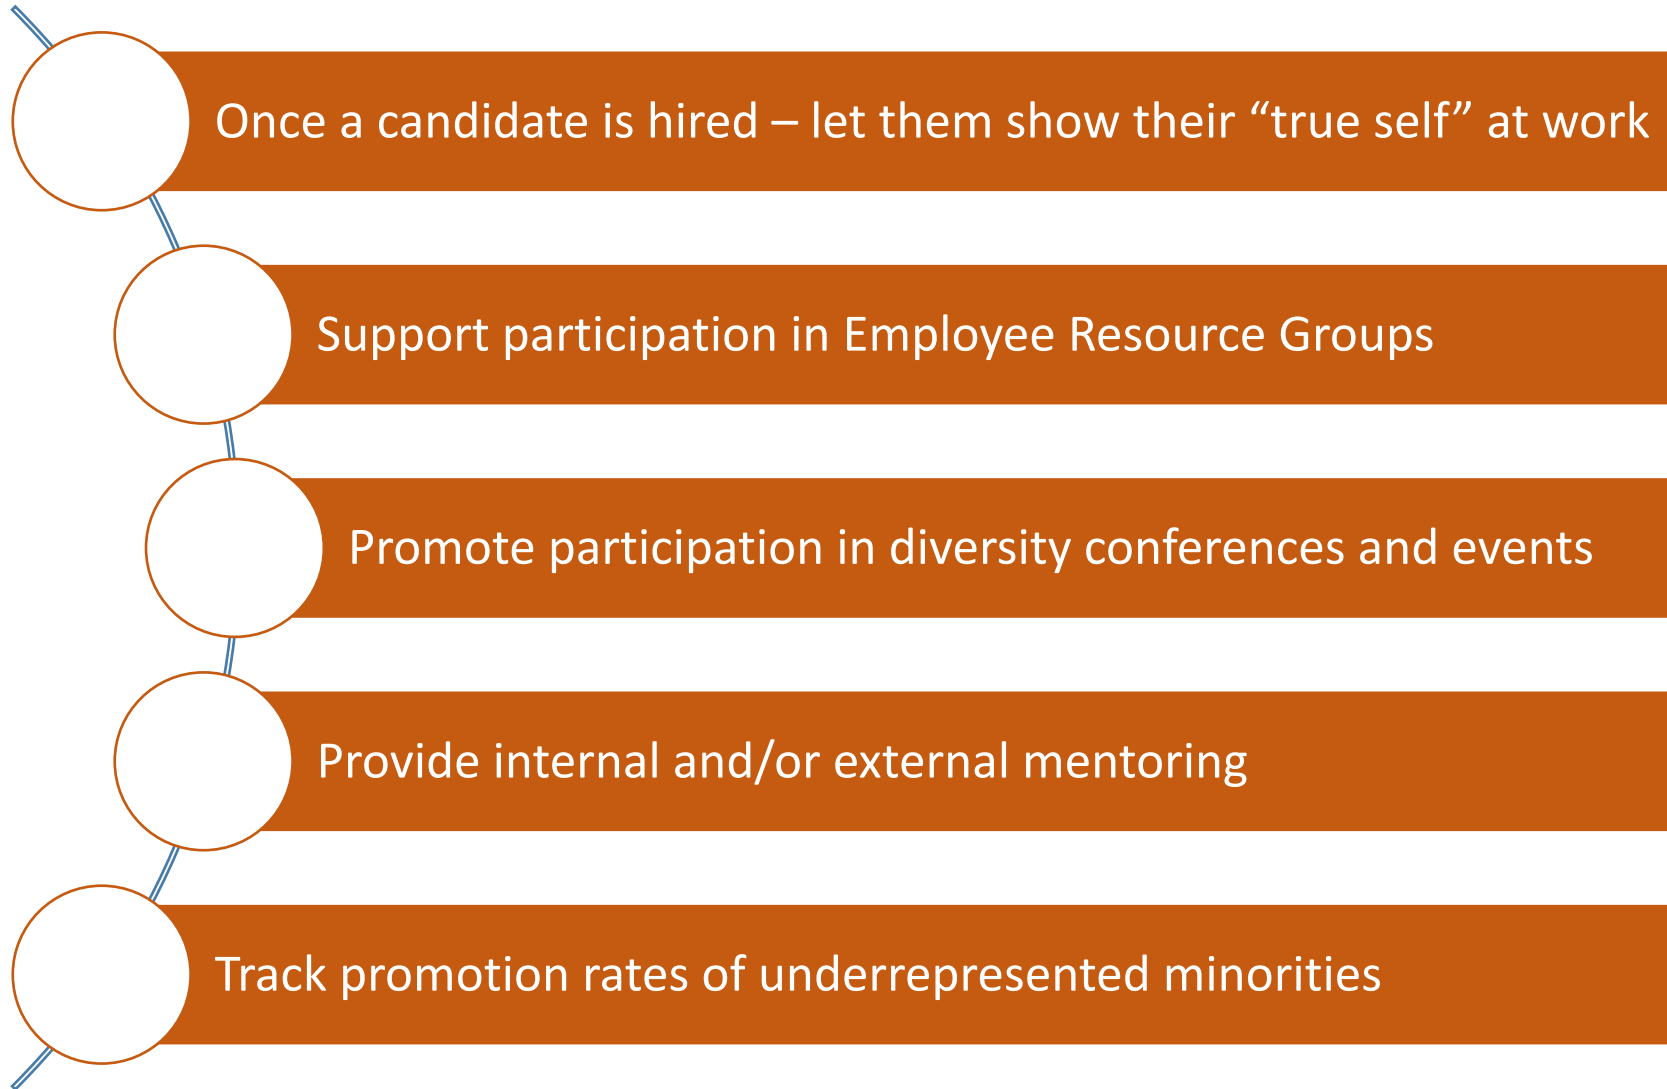 Once a candidate is hired – let them show their “true self” at work
Support participation in Employee Resource Groups
Promote participation in diversity conferences and events
Provide internal and/or external mentoring
Track promotion rates of underrepresented minorities